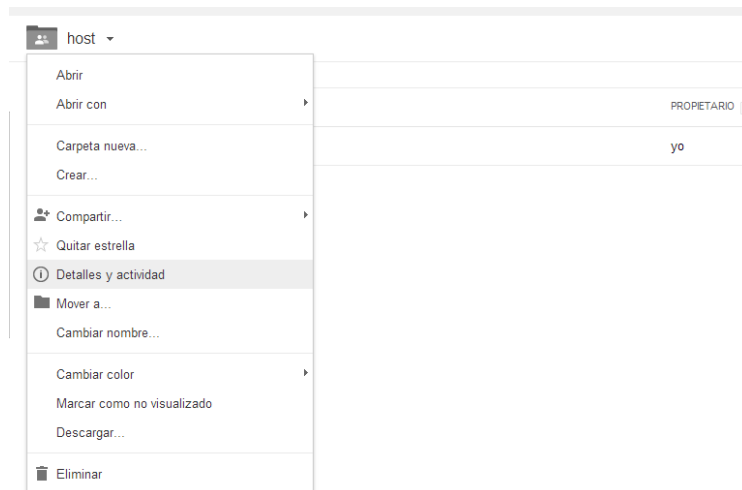 host
Abrir
Abrir con
PROPIETARIO
Carpeta nueva...
yo
Crear...
Compartir...
Quitar estrella
Detalles y actividad
Mover a...
Cambiar nombre...
Cambiar color
Marcar como no visualizado
Descargar...
Eliminar